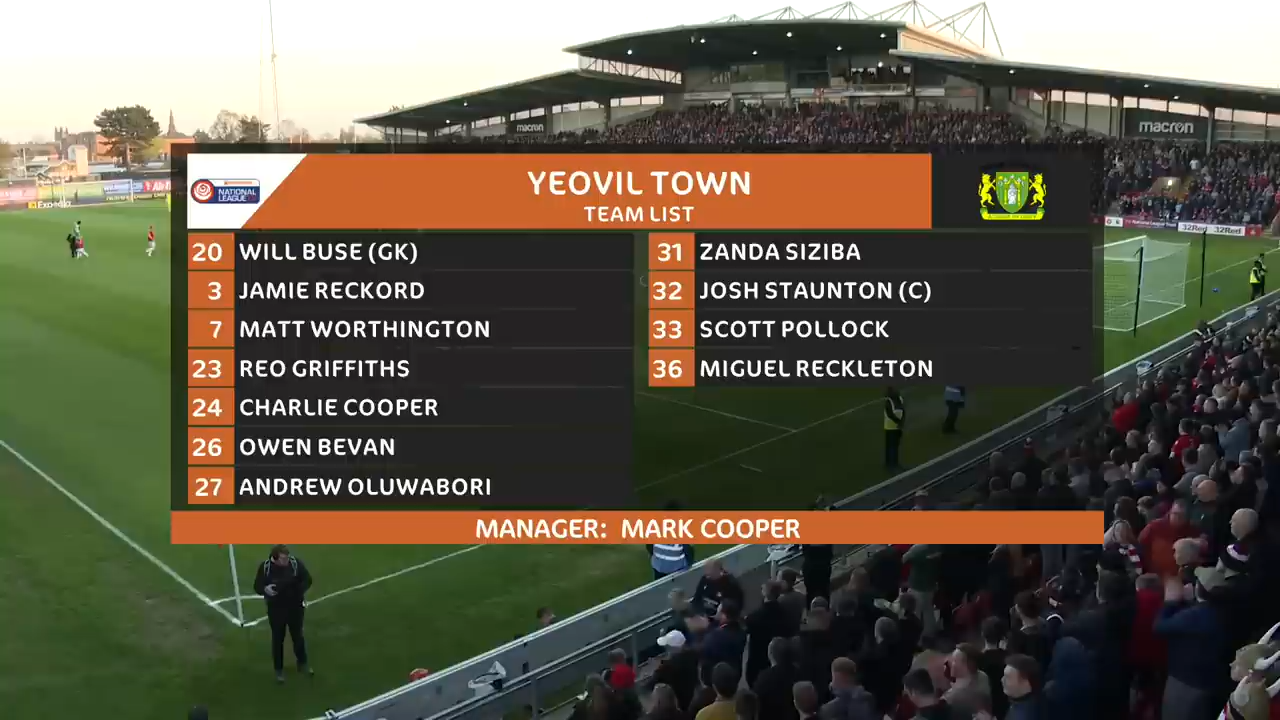 macron
macron
YEOVIL TOWN
TEAM LIST
NATIONAL
LEAGUE
20 WILL BUSE (GK)
3 JAMIE RECKORD
7 MATT WORTHINGTON
23 REO GRIFFITHS
24 CHARLIE COOPER
26 OWEN BEVAN
27 ANDREW OLUWABORI
31 ZANDA SIZIBA
32 JOSH STAUNTON (C)
33 SCOTT POLLOCK
36 MIGUEL RECKLETON
MANAGER: MARK COOPER
Expedia
32Red 32Red